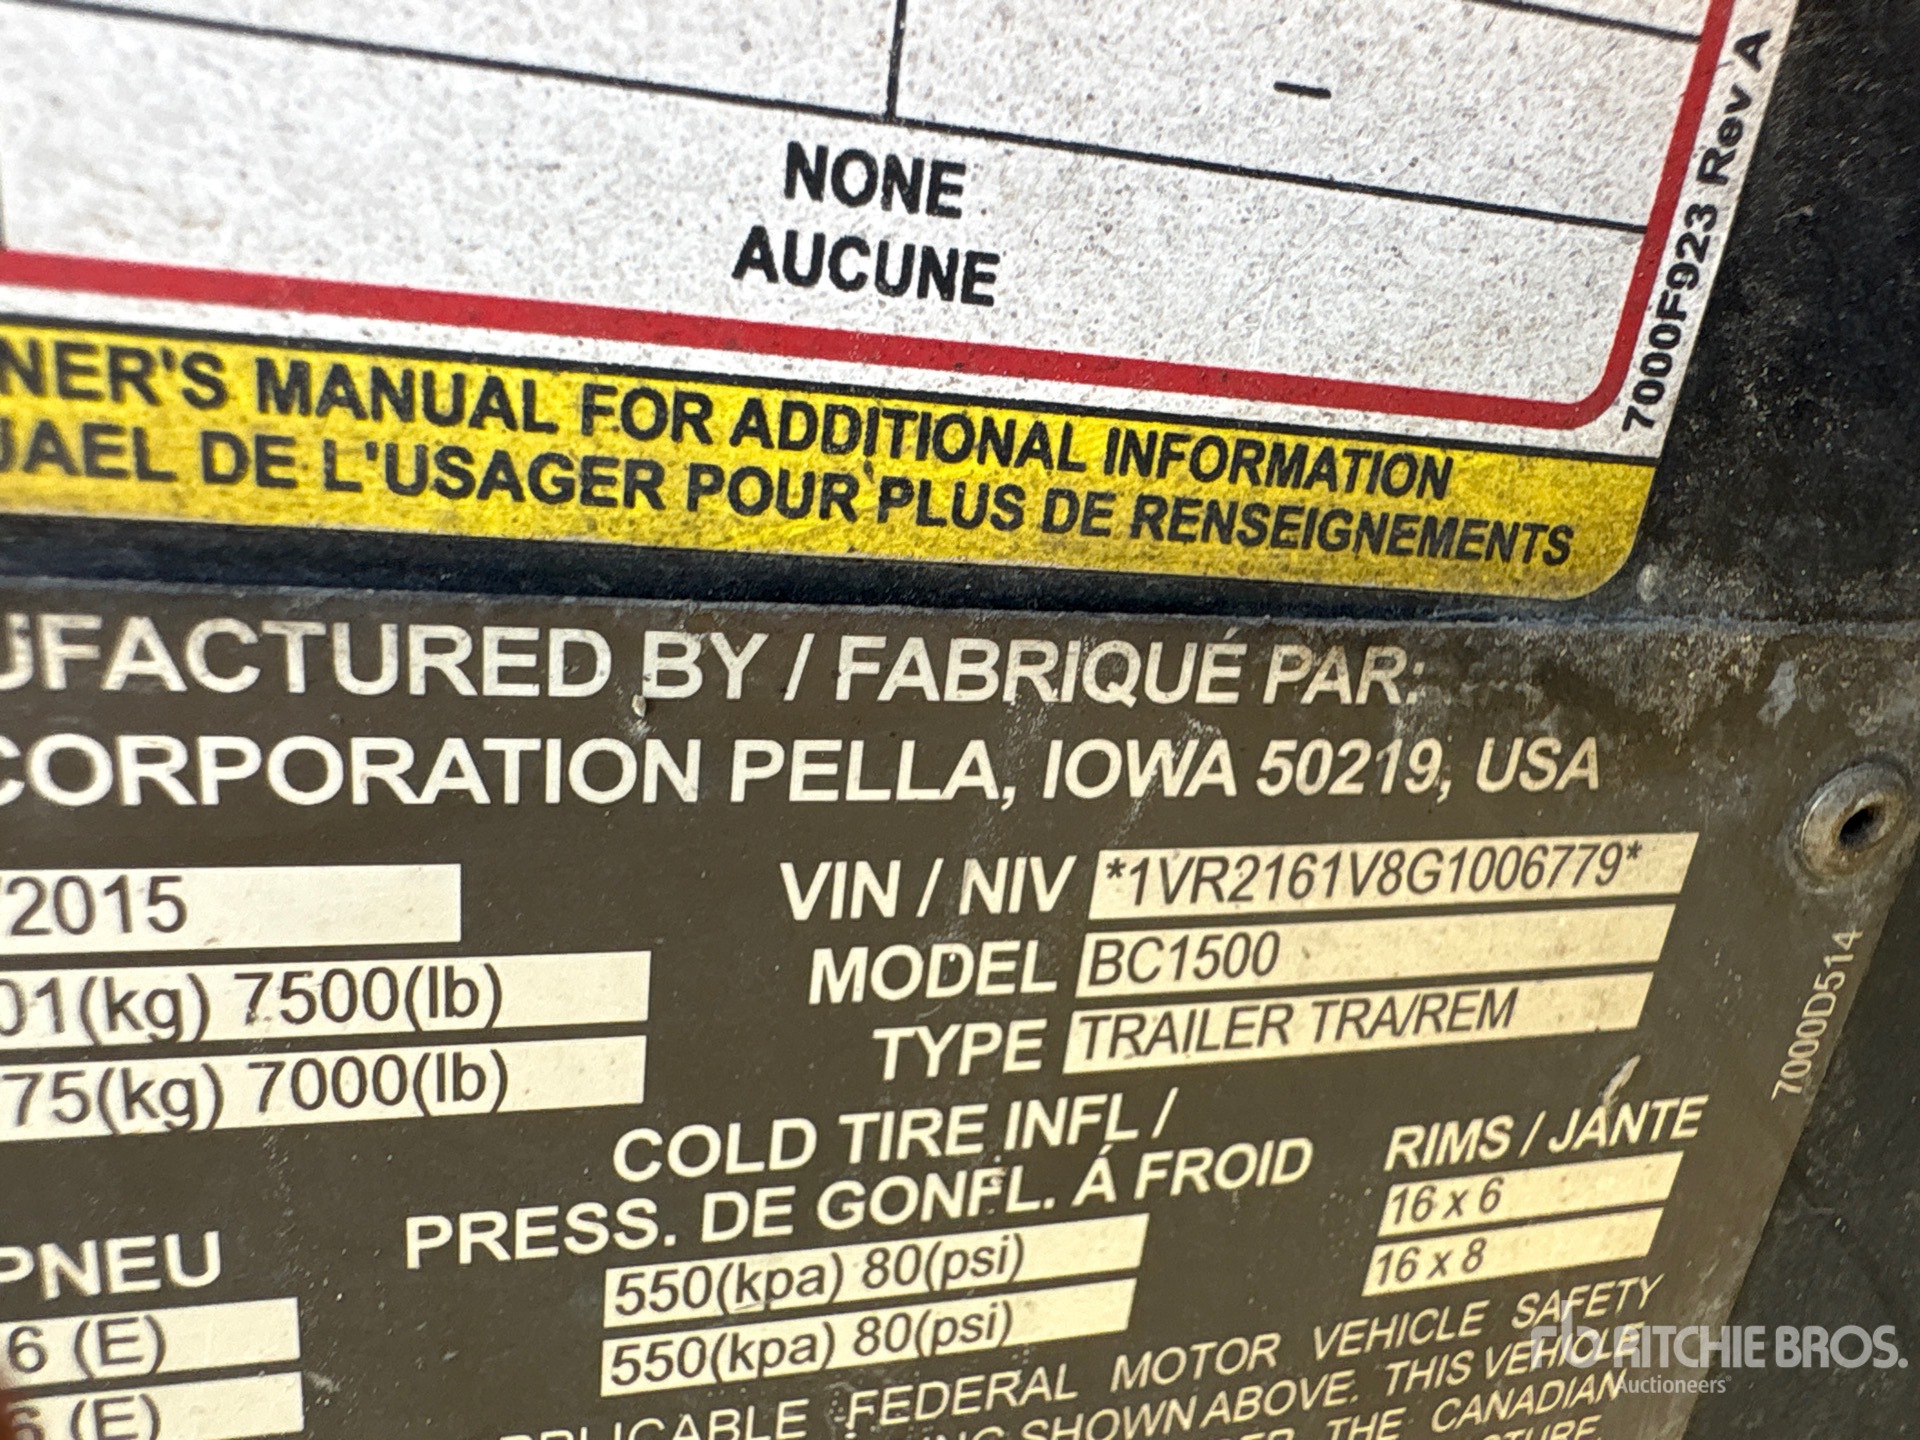 –
NONE
AUCUNE
7000F923 Rev A
NER'S MANUAL FOR ADDITIONAL INFORMATION
UAEL DE L'USAGER POUR PLUS DE RENSEIGNEMENTS
UFACTURED BY / FABRIQUÉ PAR:
CORPORATION PELLA, IOWA 50219, USA
/2015
VIN / NIV *1VR2161V8G1006779*
01(kg) 7500(lb)
MODEL BC1500
75(kg) 7000(lb)
TYPE TRAILER TRA/REM
7000D514
COLD TIRE INFL /
PRESS. DE GONFL. Á FROID
RIMS / JANTE
PNEU
6 (E) 550(kpa) 80(psi) 16 x 6
6 (E) 550(kpa) 80(psi) 16 x 8
PLICABLE FEDERAL MOTOR VEHICLE SAFETY
SHOWN ABOVE. THIS VEHICLE
THE CANADIAN
rb RITCHIE BROS.
Auctioneers